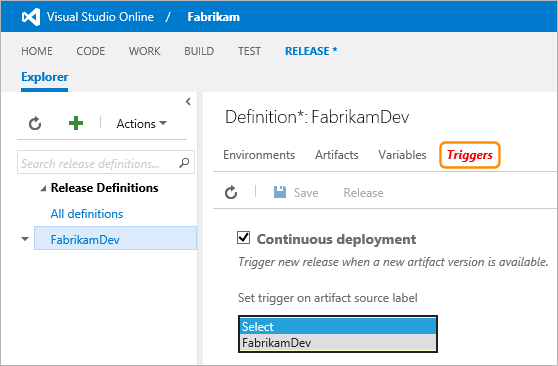 Visual Studio Online / Fabrikam
HOME CODE WORK BUILD TEST RELEASE *
Explorer
Actions
Search release definitions...
Release Definitions
All definitions
FabrikamDev
Definition*: FabrikamDev
Environments Artifacts Variables Triggers
Save Release
Continuous deployment
Trigger new release when a new artifact version is available.
Set trigger on artifact source label
Select
FabrikamDev